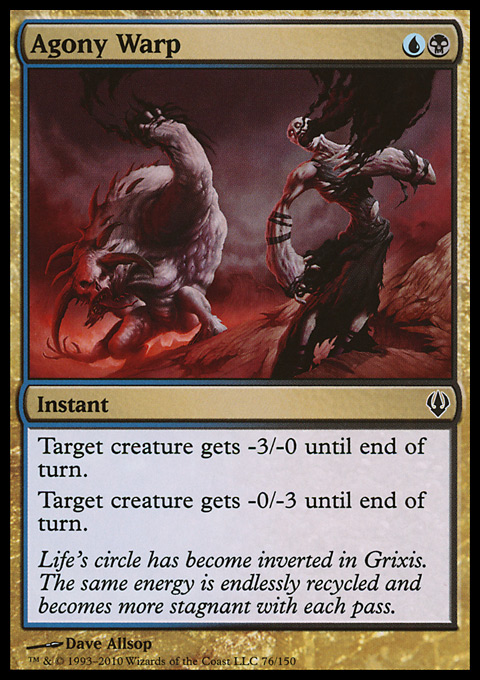 Agony Warp
Instant
Target creature gets -3/-0 until end of
turn.
Target creature gets -0/-3 until end of
turn.
Life's circle has become inverted in Grixis.
The same energy is endlessly recycled and
becomes more stagnant with each pass.
Dave Allsop
™ & © 1993–2010 Wizards of the Coast LLC 76/150